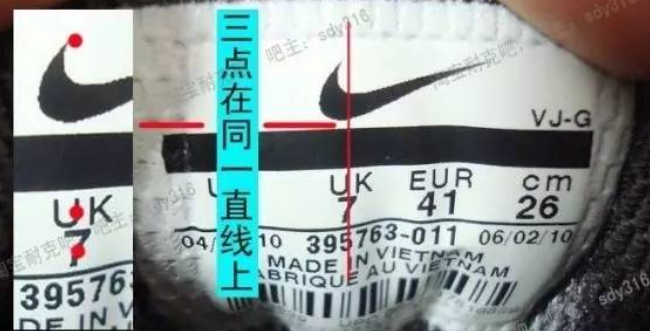 三点在同一直线上
UK
7
39576
DE IN V
VJ-G
U UK EUR cm
7 41 26
04/ 10 395763-011 06/02/10
MADE IN VIETNAM
FABRIQUE AU VIETNAM
吧主：sdy316
淘宝耐克吧
sdy316